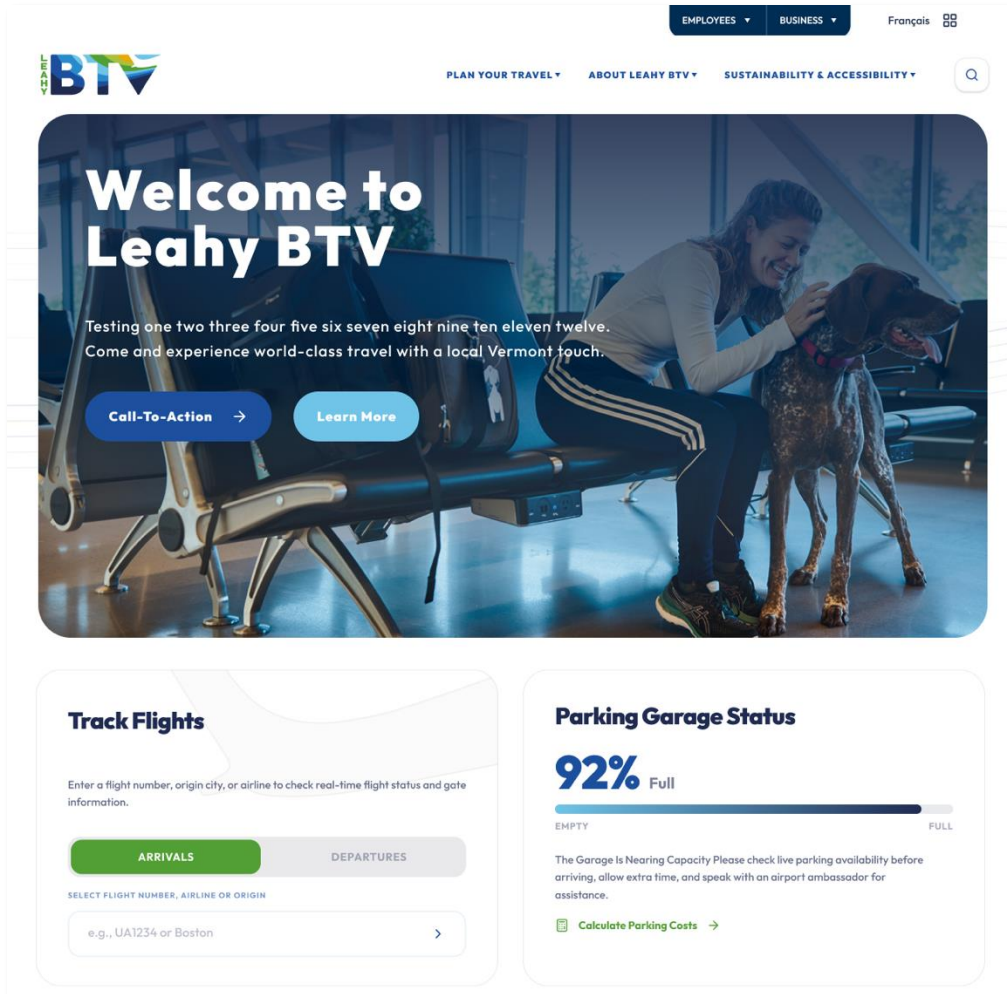 EMPLOYEES ▼ BUSINESS ▼ Français
LEAHY BTV
PLAN YOUR TRAVEL ▾ ABOUT LEAHY BTV ▾ SUSTAINABILITY & ACCESSIBILITY ▾
Welcome to
Leahy BTV
Testing one two three four five six seven eight nine ten eleven twelve.
Come and experience world-class travel with a local Vermont touch.
Call-To-Action → Learn More
Track Flights
Enter a flight number, origin city, or airline to check real-time flight status and gate
information.
ARRIVALS DEPARTURES
SELECT FLIGHT NUMBER, AIRLINE OR ORIGIN
e.g., UA1234 or Boston
Parking Garage Status
92% Full
EMPTY FULL
The Garage Is Nearing Capacity Please check live parking availability before
arriving, allow extra time, and speak with an airport ambassador for
assistance.
Calculate Parking Costs →